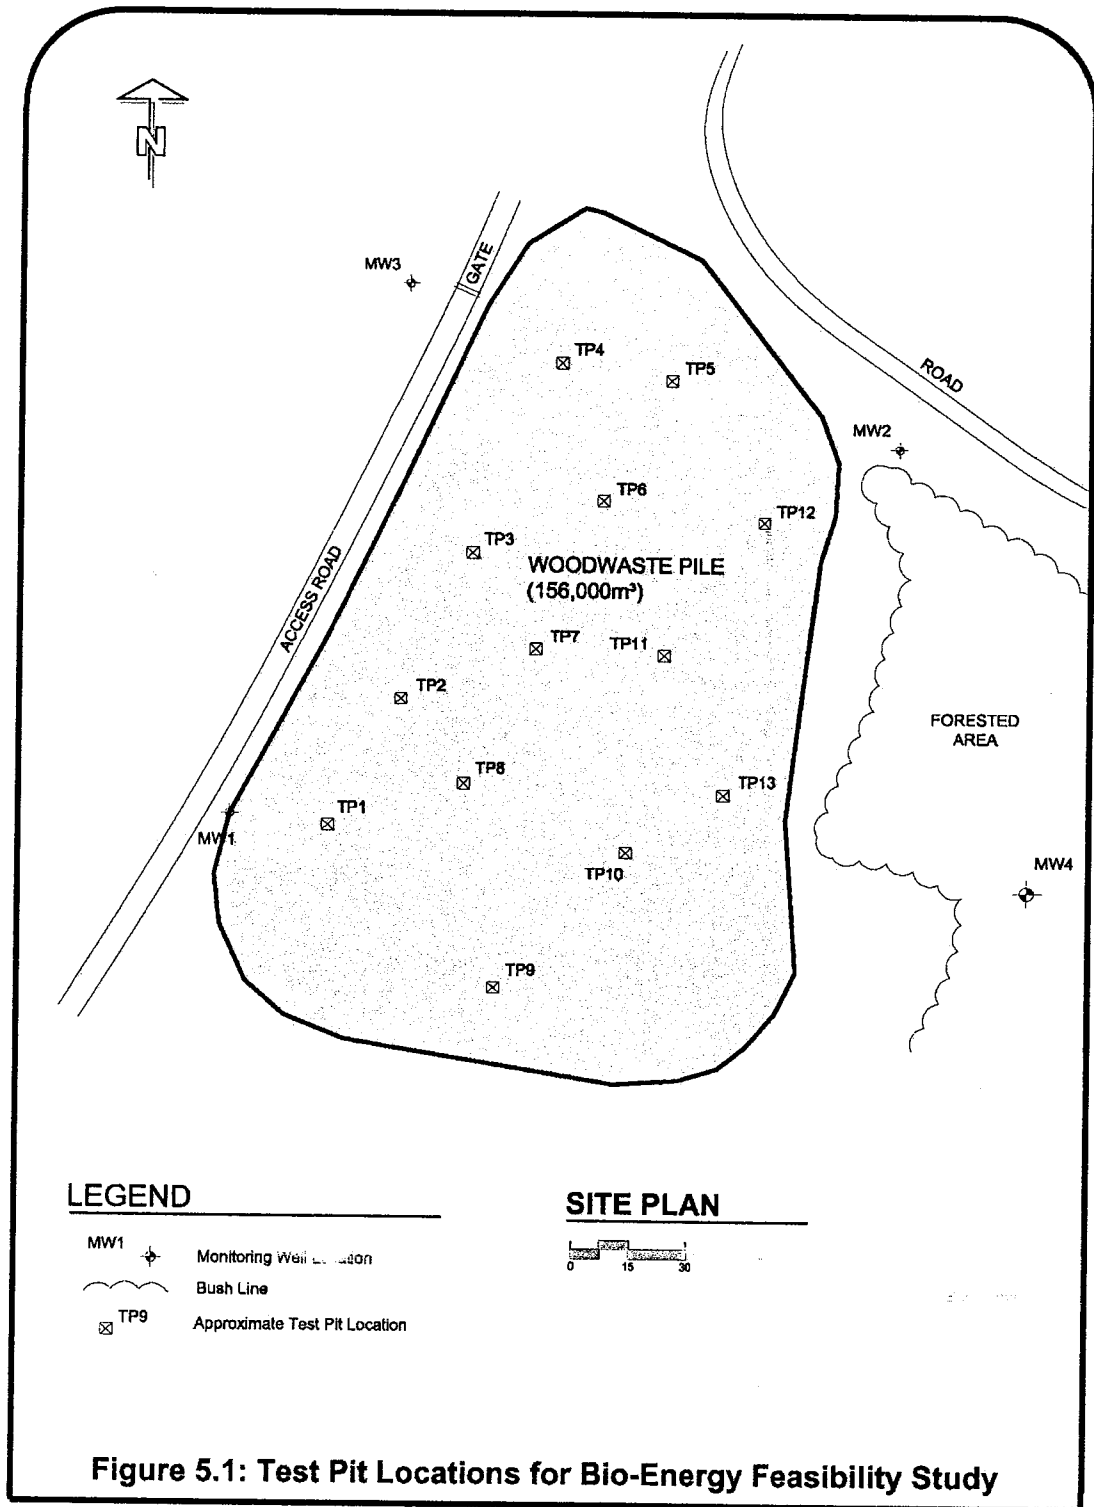 N
GATE
MW3
TP4
TP5
ROAD
MW2
TP6
TP12
TP3
WOODWASTE PILE
(156,000m³)
ACCESS ROAD
TP7
TP11
TP2
FORESTED
AREA
TP8
TP13
TP1
MW1
TP10
MW4
TP9
LEGEND
MW1
Monitoring Well
Bush Line
TP9
Approximate Test Pit Location
SITE PLAN
0 15 30
Figure 5.1: Test Pit Locations for Bio-Energy Feasibility Study